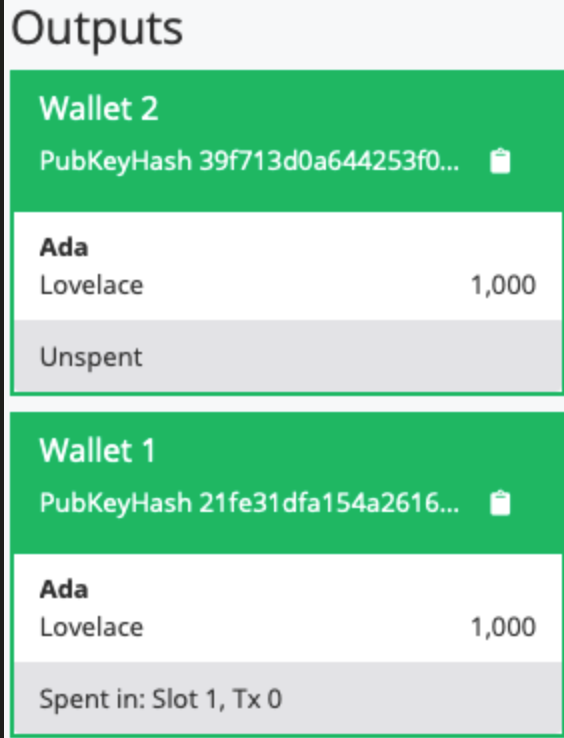 Outputs
Wallet 2
PubKeyHash 39f713d0a644253f0...
Ada
Lovelace 1,000
Unspent
Wallet 1
PubKeyHash 21fe31dfa154a2616...
Ada
Lovelace 1,000
Spent in: Slot 1, Tx 0